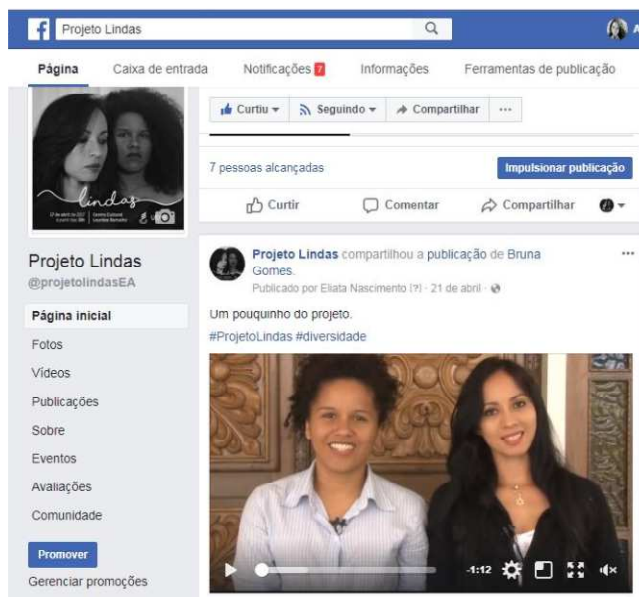 Projeto Lindas
A
Página Caixa de entrada Notificações 7 Informações Ferramentas de publicação
Curtiu Seguindo Compartilhar ...
lindas
7 pessoas alcançadas Impulsionar publicação
Curtir Comentar Compartilhar
Projeto Lindas
@projetolindasEA
Página inicial
Fotos
Vídeos
Publicações
Sobre
Eventos
Avaliações
Comunidade
Promover
Gerenciar promoções
Projeto Lindas compartilhou a publicação de Bruna
Gomes.
Publicado por Eliata Nascimento [?] · 21 de abril ·
Um pouquinho do projeto.
#ProjetoLindas #diversidade
-1:12